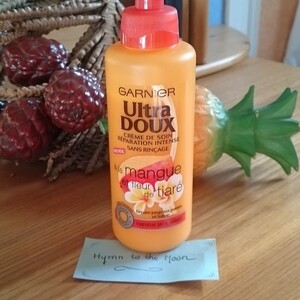 GARNIER
Ultra
DOUX
CRÈME DE SOIN
RÉPARATION INTENSE
SANS RINÇAGE
mangue
fleur
de tiaré
Hymn to the Moon